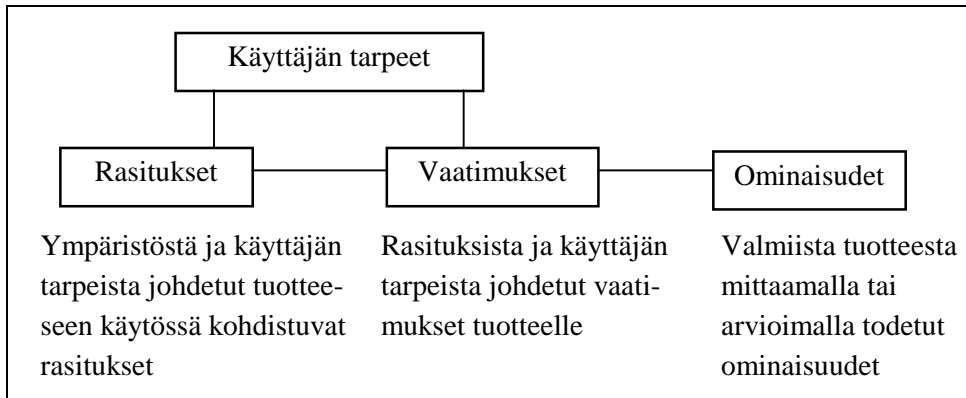 Käyttäjän tarpeet
Rasitukset
Vaatimukset
Ominaisudet
Ympäristöstä ja käyttäjän
tarpeista johdetut tuottee-
seen käytössä kohdistuvat
rasitukset
Rasituksista ja käyttäjän
tarpeista johdetut vaati-
mukset tuotteelle
Valmiista tuotteesta
mittaamalla tai
arvioimalla todetut
ominaisuudet